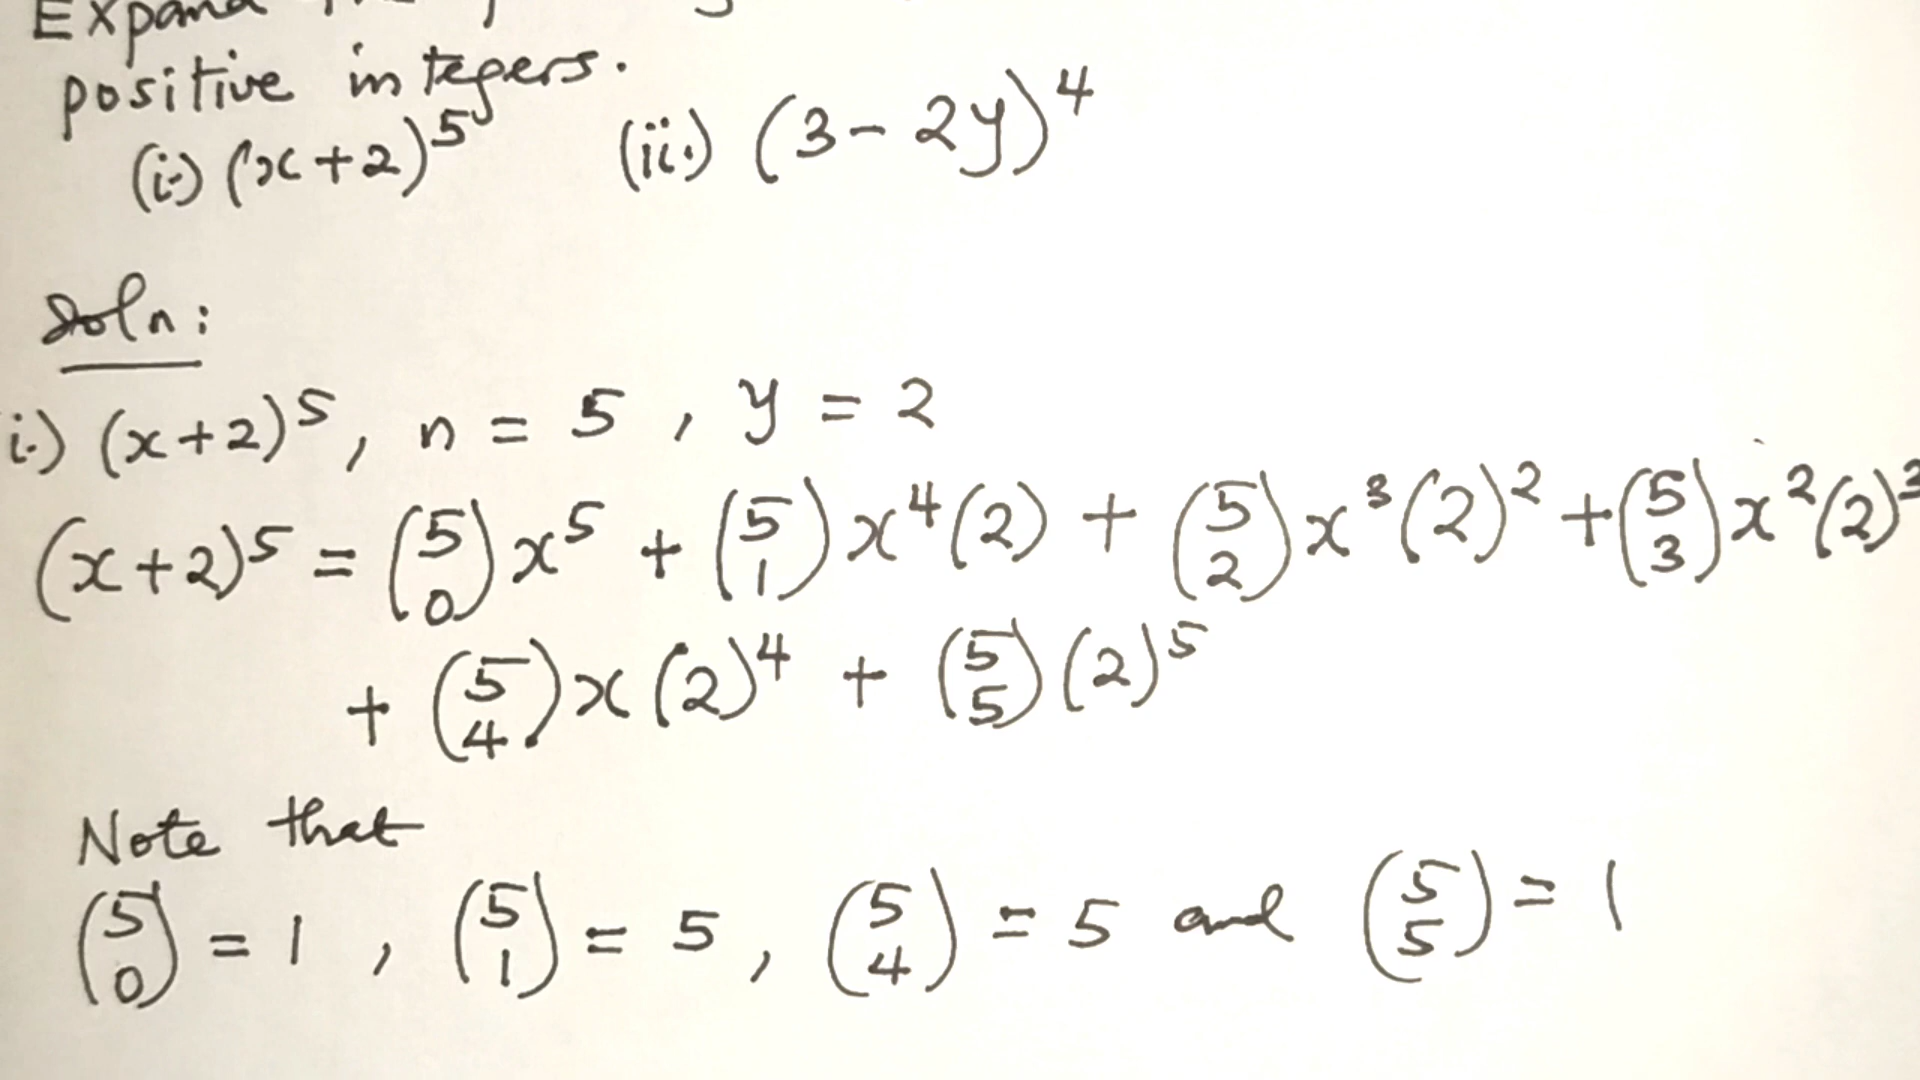 Expand
positive integers.
(i.) (x+2)^5 (ii.) (3-2y)^4
Soln:
i.) (x+2)^5, n = 5, y = 2
(x+2)^5 = (5 0) x^5 + (5 1) x^4 (2) + (5 2) x^3 (2)^2 + (5 3) x^2 (2)^3
+ (5 4) x (2)^4 + (5 5) (2)^5
Note that
(5 0) = 1, (5 1) = 5, (5 4) = 5 and (5 5) = 1